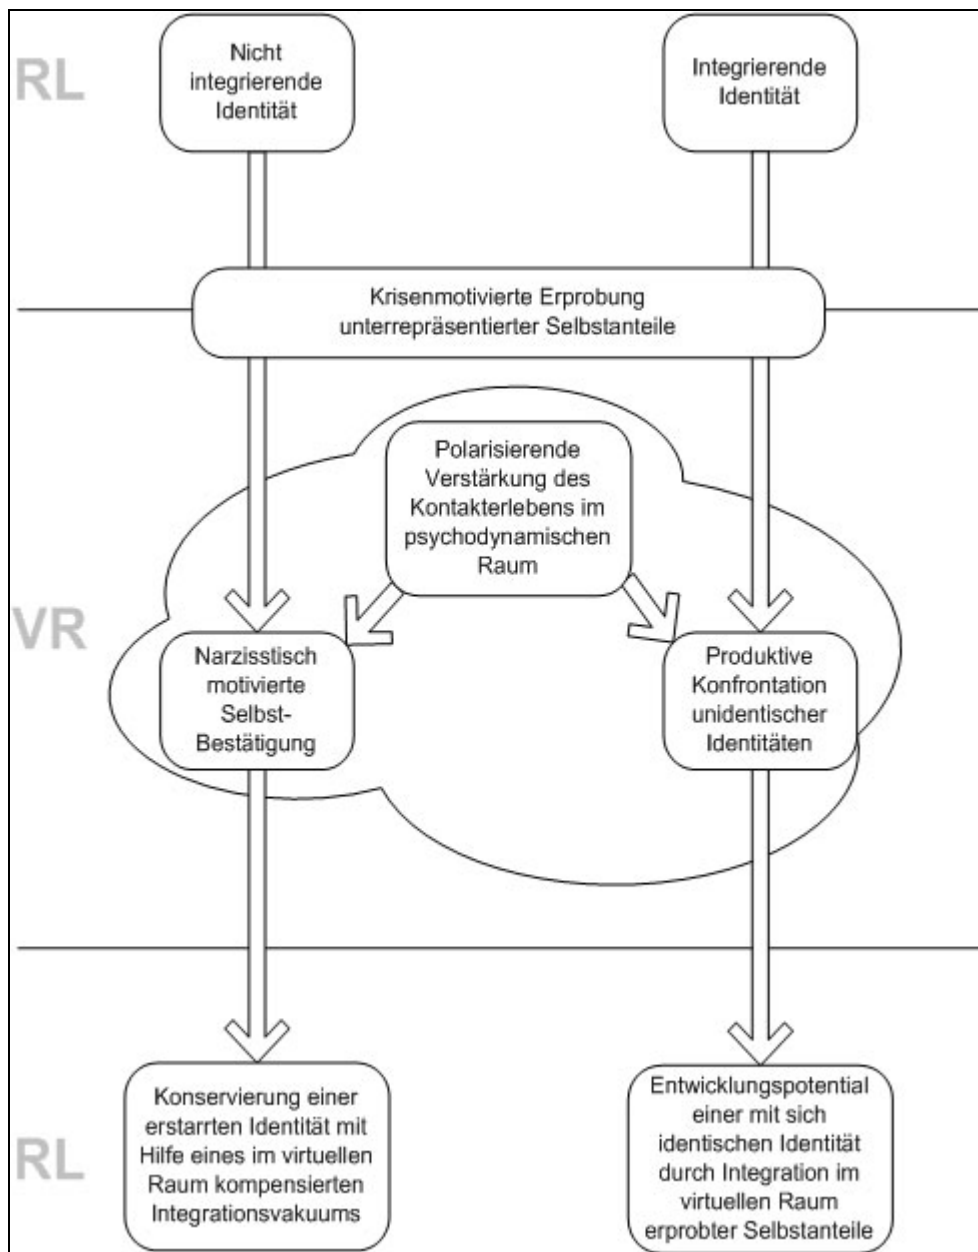 RL
Nicht
integrierende
Identität
Integrierende
Identität
Krisenmotivierte Erprobung
unterrepräsentierter Selbstanteile
VR
Polarisierende
Verstärkung des
Kontakterlebens im
psychodynamischen
Raum
Narzisstisch
motivierte
Selbst-
Bestätigung
Produktive
Konfrontation
unidentischer
Identitäten
RL
Konservierung einer
erstarrten Identität mit
Hilfe eines im virtuellen
Raum kompensierten
Integrationsvakuums
Entwicklungspotential
einer mit sich
identischen Identität
durch Integration im
virtuellen Raum
erprobter Selbstanteile